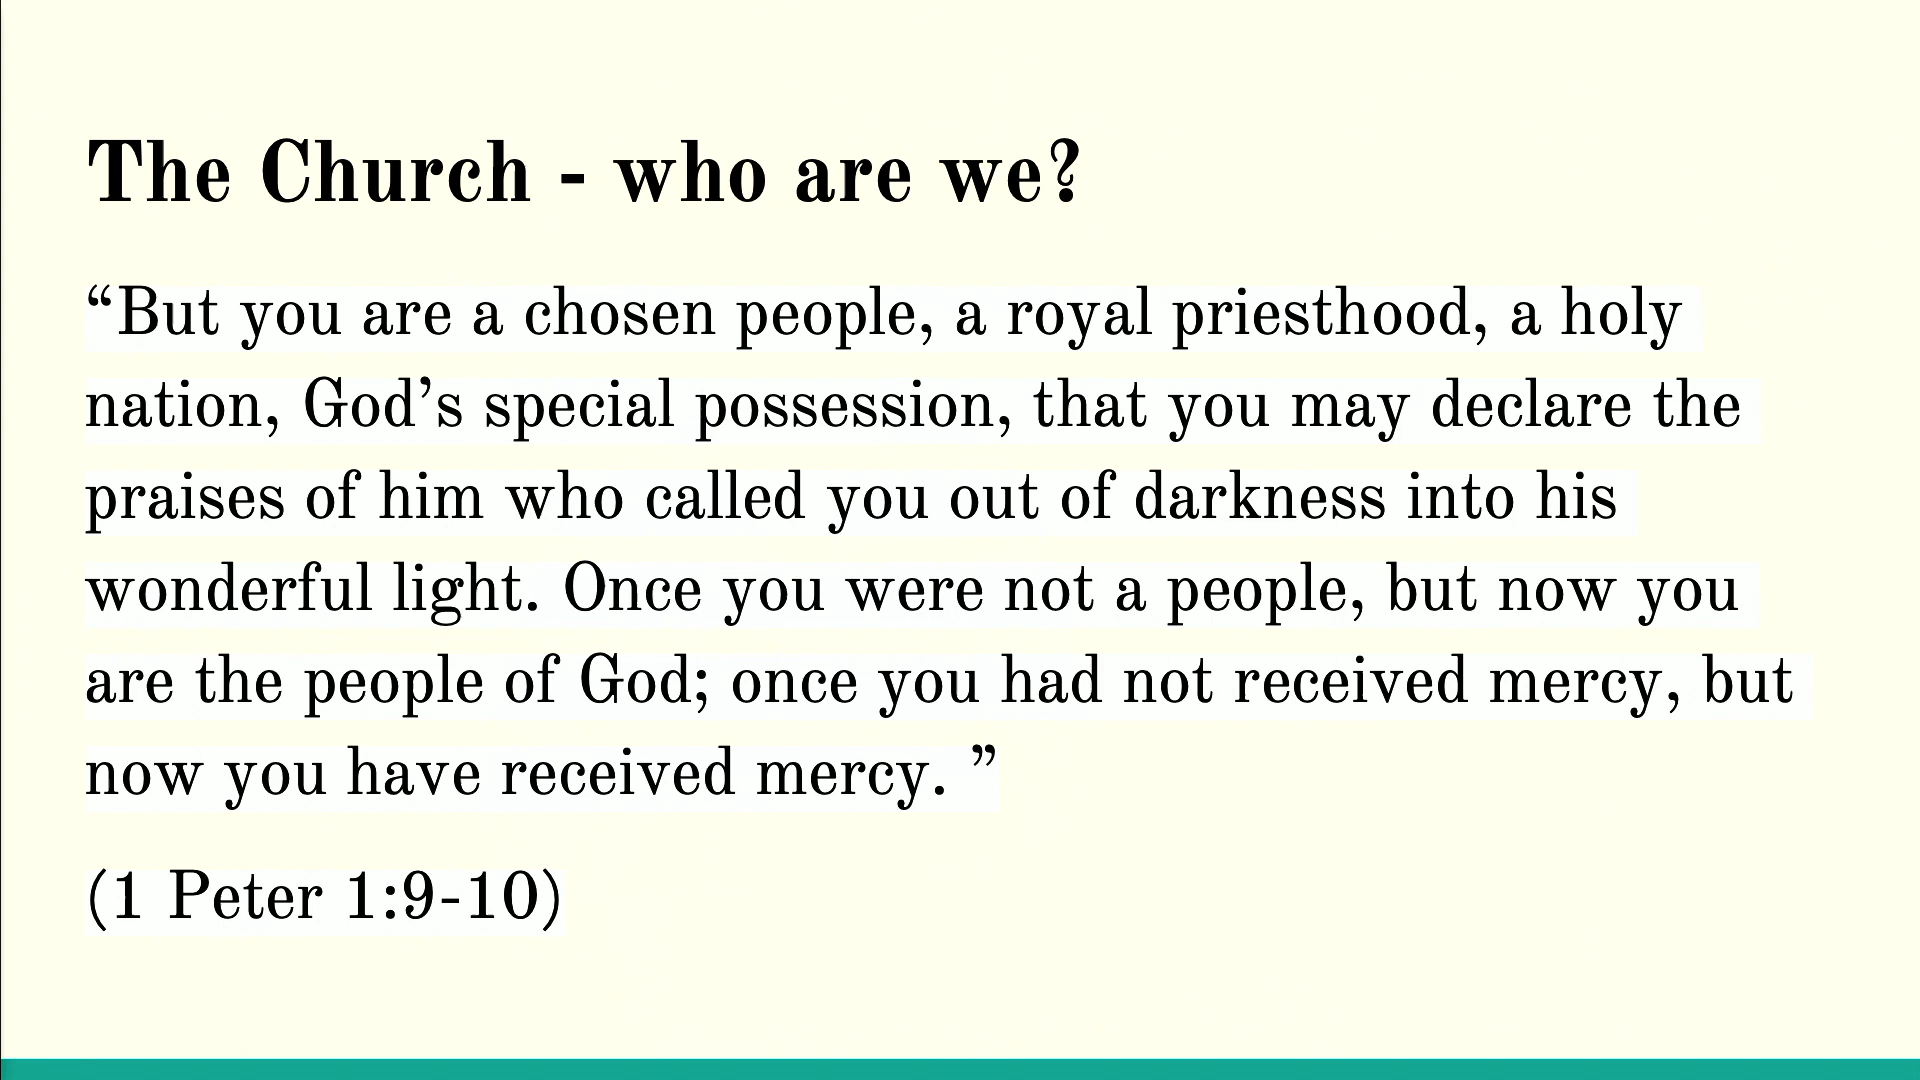 The Church - who are we?
“But you are a chosen people, a royal priesthood, a holy
nation, God’s special possession, that you may declare the
praises of him who called you out of darkness into his
wonderful light. Once you were not a people, but now you
are the people of God; once you had not received mercy, but
now you have received mercy. ”
(1 Peter 1:9-10)